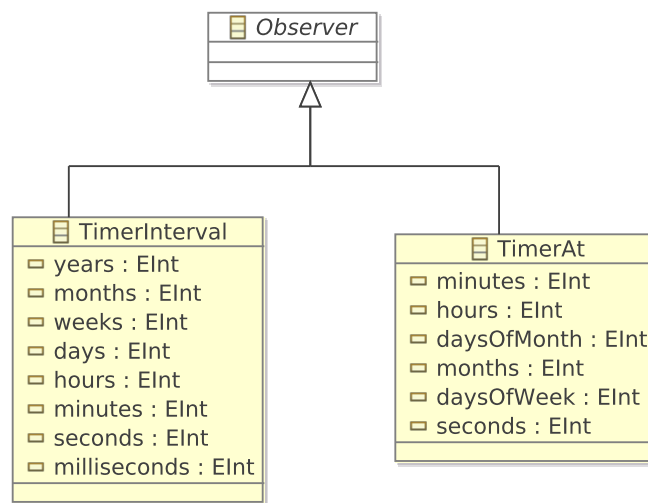 Observer
TimerInterval
years : EInt
months : EInt
weeks : EInt
days : EInt
hours : EInt
minutes : EInt
seconds : EInt
milliseconds : EInt
TimerAt
minutes : EInt
hours : EInt
daysOfMonth : EInt
months : EInt
daysOfWeek : EInt
seconds : EInt